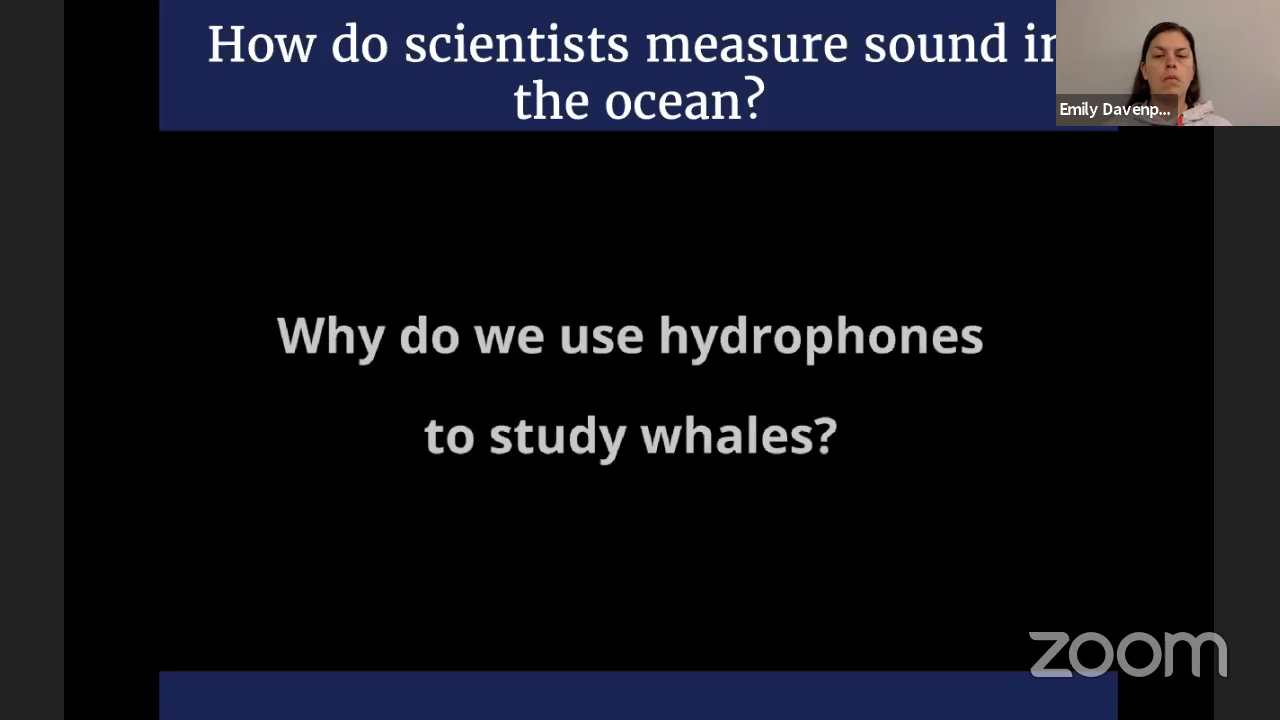 How do scientists measure sound in
the ocean?
Emily Davenp...
Why do we use hydrophones
to study whales?
zoom